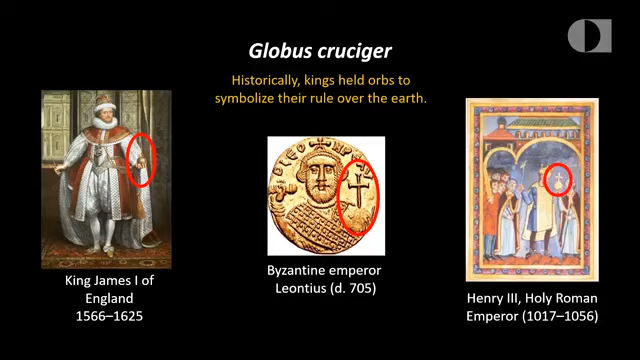 Globus cruciger
Historically, kings held orbs to
symbolize their rule over the earth.
King James I of
England
1566–1625
Byzantine emperor
Leontius (d. 705)
Henry III, Holy Roman
Emperor (1017–1056)